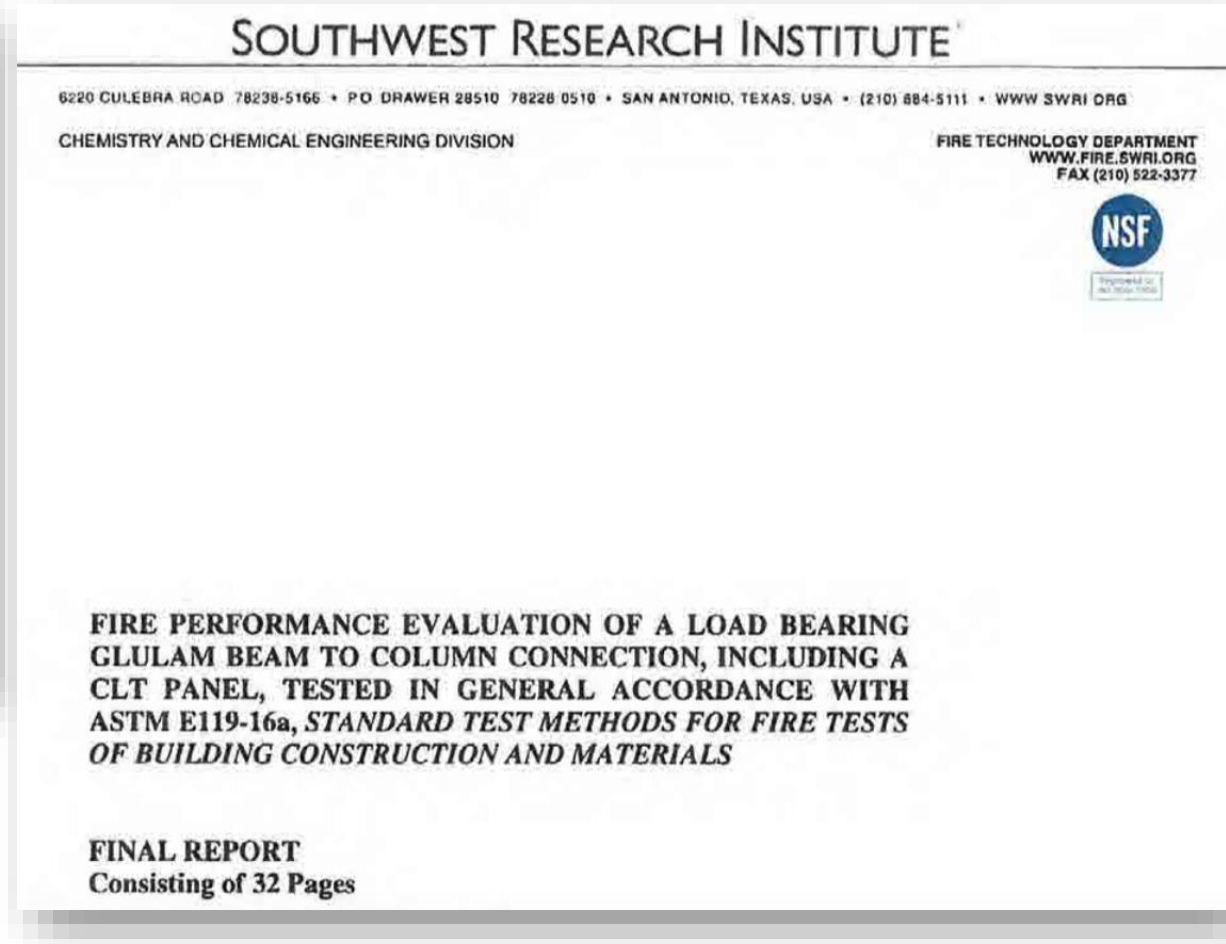 SOUTHWEST RESEARCH INSTITUTE
6220 CULEBRA ROAD 78238-5166 • PO DRAWER 28510 78228 0510 • SAN ANTONIO, TEXAS, USA • (210) 684-5111 • WWW SWRI ORG
CHEMISTRY AND CHEMICAL ENGINEERING DIVISION
FIRE TECHNOLOGY DEPARTMENT
WWW.FIRE.SWRI.ORG
FAX (210) 522-3377
NSF
FIRE PERFORMANCE EVALUATION OF A LOAD BEARING
GLULAM BEAM TO COLUMN CONNECTION, INCLUDING A
CLT PANEL, TESTED IN GENERAL ACCORDANCE WITH
ASTM E119-16a, STANDARD TEST METHODS FOR FIRE TESTS
OF BUILDING CONSTRUCTION AND MATERIALS
FINAL REPORT
Consisting of 32 Pages